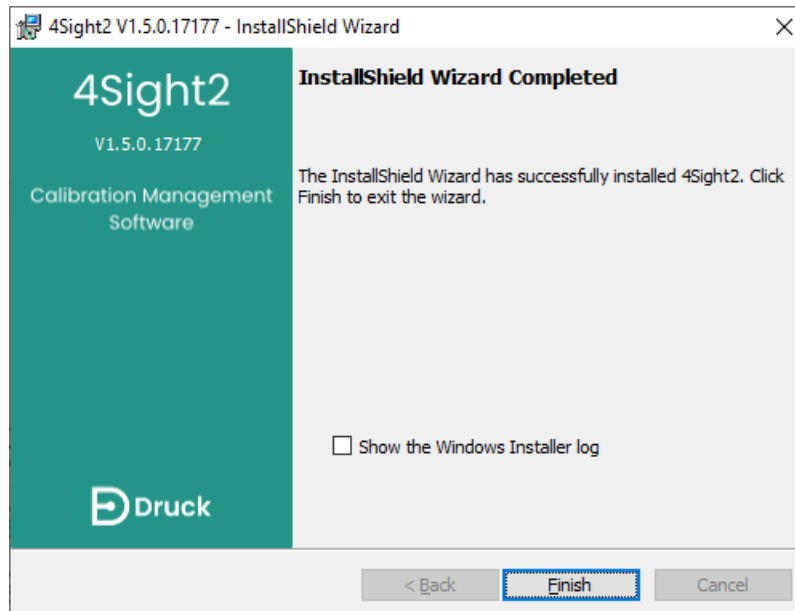 4Sight2 V1.5.0.17177 - InstallShield Wizard
4Sight2
V1.5.0.17177
Calibration Management
Software
Druck
InstallShield Wizard Completed
The InstallShield Wizard has successfully installed 4Sight2. Click
Finish to exit the wizard.
Show the Windows Installer log
< Back
Finish
Cancel